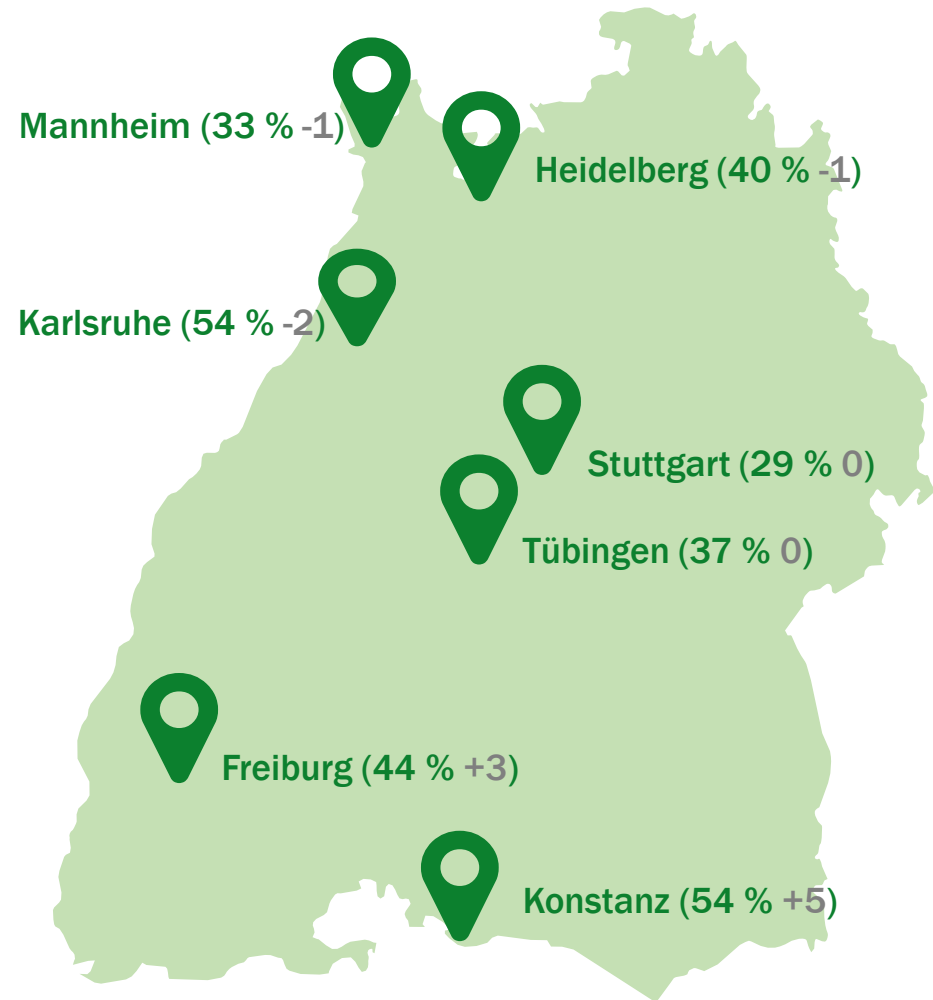 Mannheim (33 % -1)
Heidelberg (40 % -1)
Karlsruhe (54 % -2)
Stuttgart (29 % 0)
Tübingen (37 % 0)
Freiburg (44 % +3)
Konstanz (54 % +5)